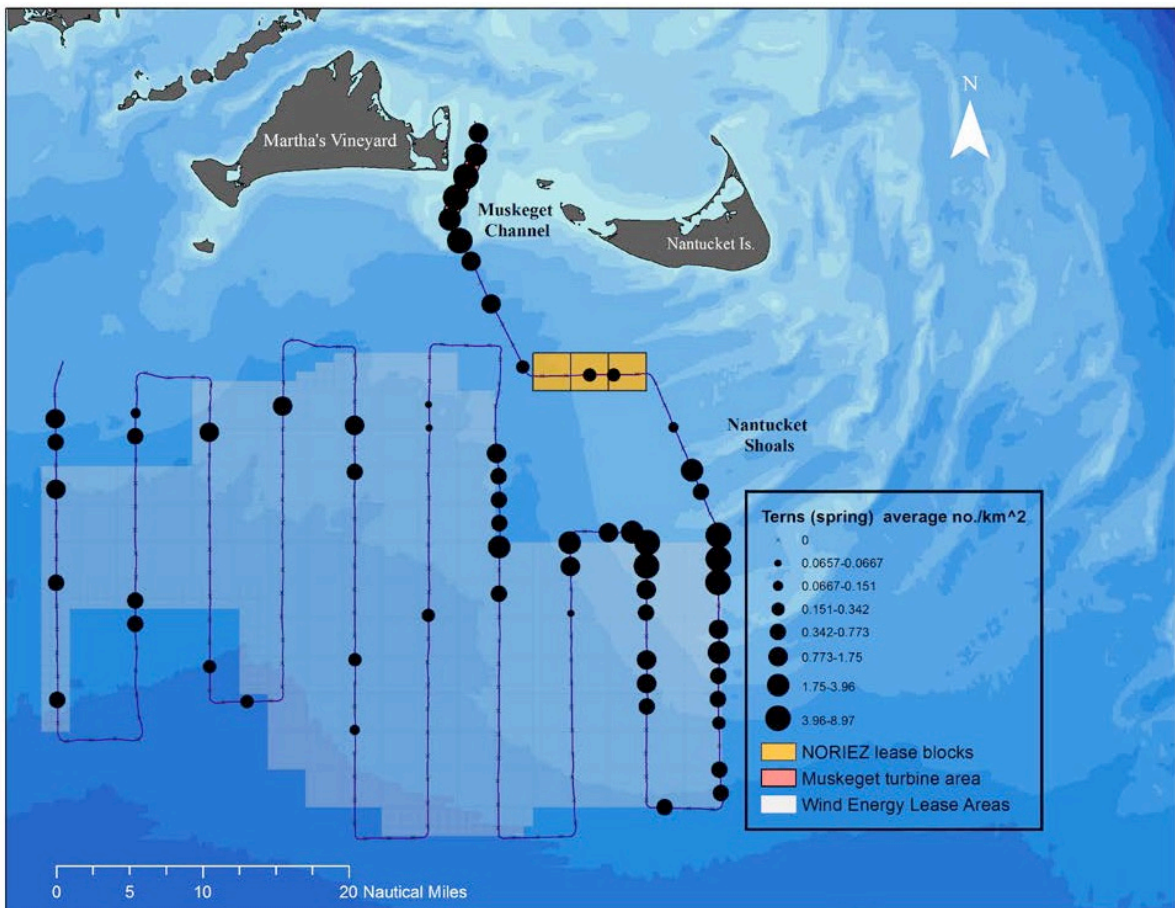 N
Martha's Vineyard
Muskeget
Channel
Nantucket Is.
Nantucket
Shoals
Terns (spring) average no./km^2
0
0.0657-0.0667
0.0667-0.151
0.151-0.342
0.342-0.773
0.773-1.75
1.75-3.96
3.96-8.97
NORIEZ lease blocks
Muskeget turbine area
Wind Energy Lease Areas
0 5 10 20 Nautical Miles